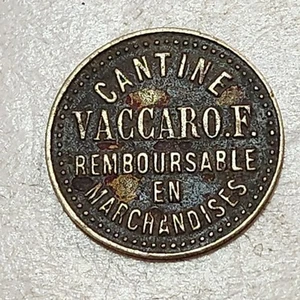 CANTINE
VACCARO.F.
REMBOURSABLE
EN
MARCHANDISES